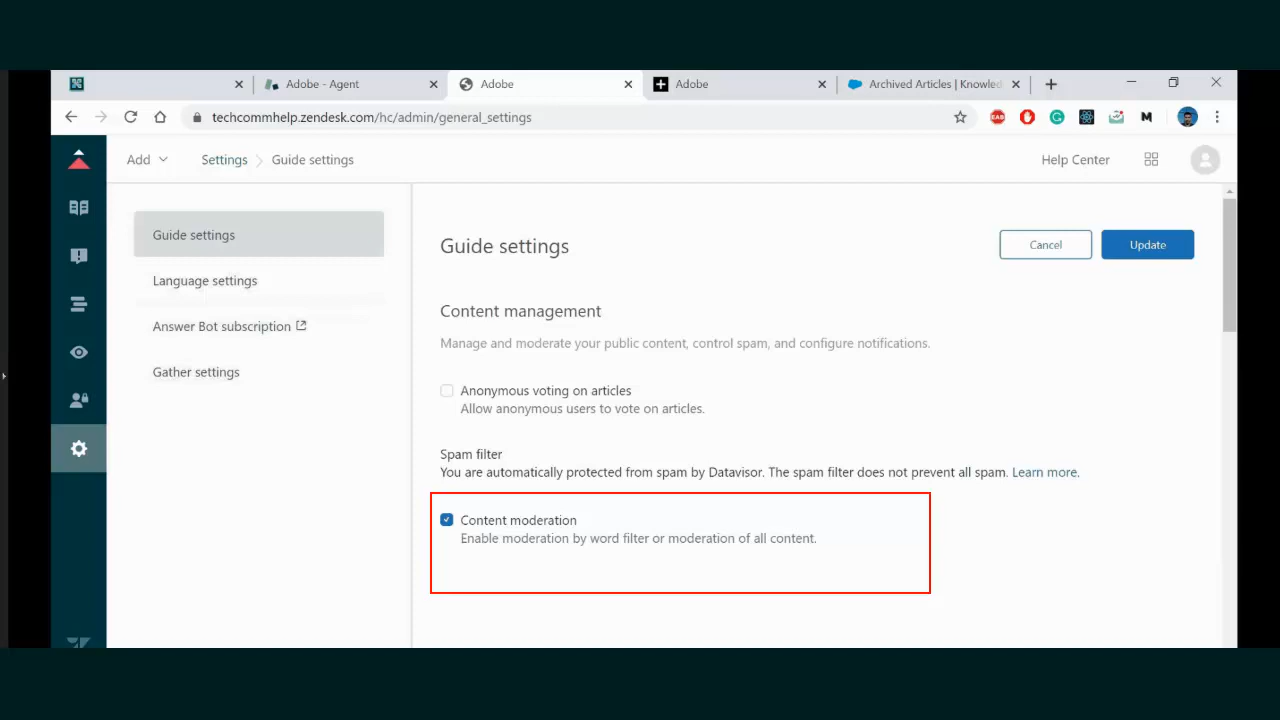 Adobe - Agent
Adobe
Adobe
Archived Articles | Knowled
techcommhelp.zendesk.com/hc/admin/general_settings
EAB
G
M
Add
Settings
Guide settings
Help Center
Guide settings
Language settings
Answer Bot subscription
Gather settings
Guide settings
Cancel
Update
Content management
Manage and moderate your public content, control spam, and configure notifications.
Anonymous voting on articles
Allow anonymous users to vote on articles.
Spam filter
You are automatically protected from spam by Datavisor. The spam filter does not prevent all spam. Learn more.
Content moderation
Enable moderation by word filter or moderation of all content.